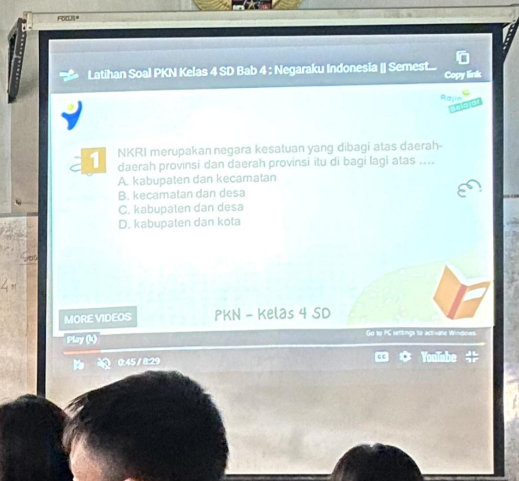 Latihan Soal PKN Kelas 4 SD Bab 4 : Negaraku Indonesia || Semest...
Copy link
Belajar
1
NKRI merupakan negara kesatuan yang dibagi atas daerah-
daerah provinsi dan daerah provinsi itu di bagi lagi atas ....
A. kabupaten dan kecamatan
B. kecamatan dan desa
C. kabupaten dan desa
D. kabupaten dan kota
MORE VIDEOS
PKN - Kelas 4 SD
Go to PC settings to activate Windows.
Play (k)
0:45 / 8:29
CC
YouTube